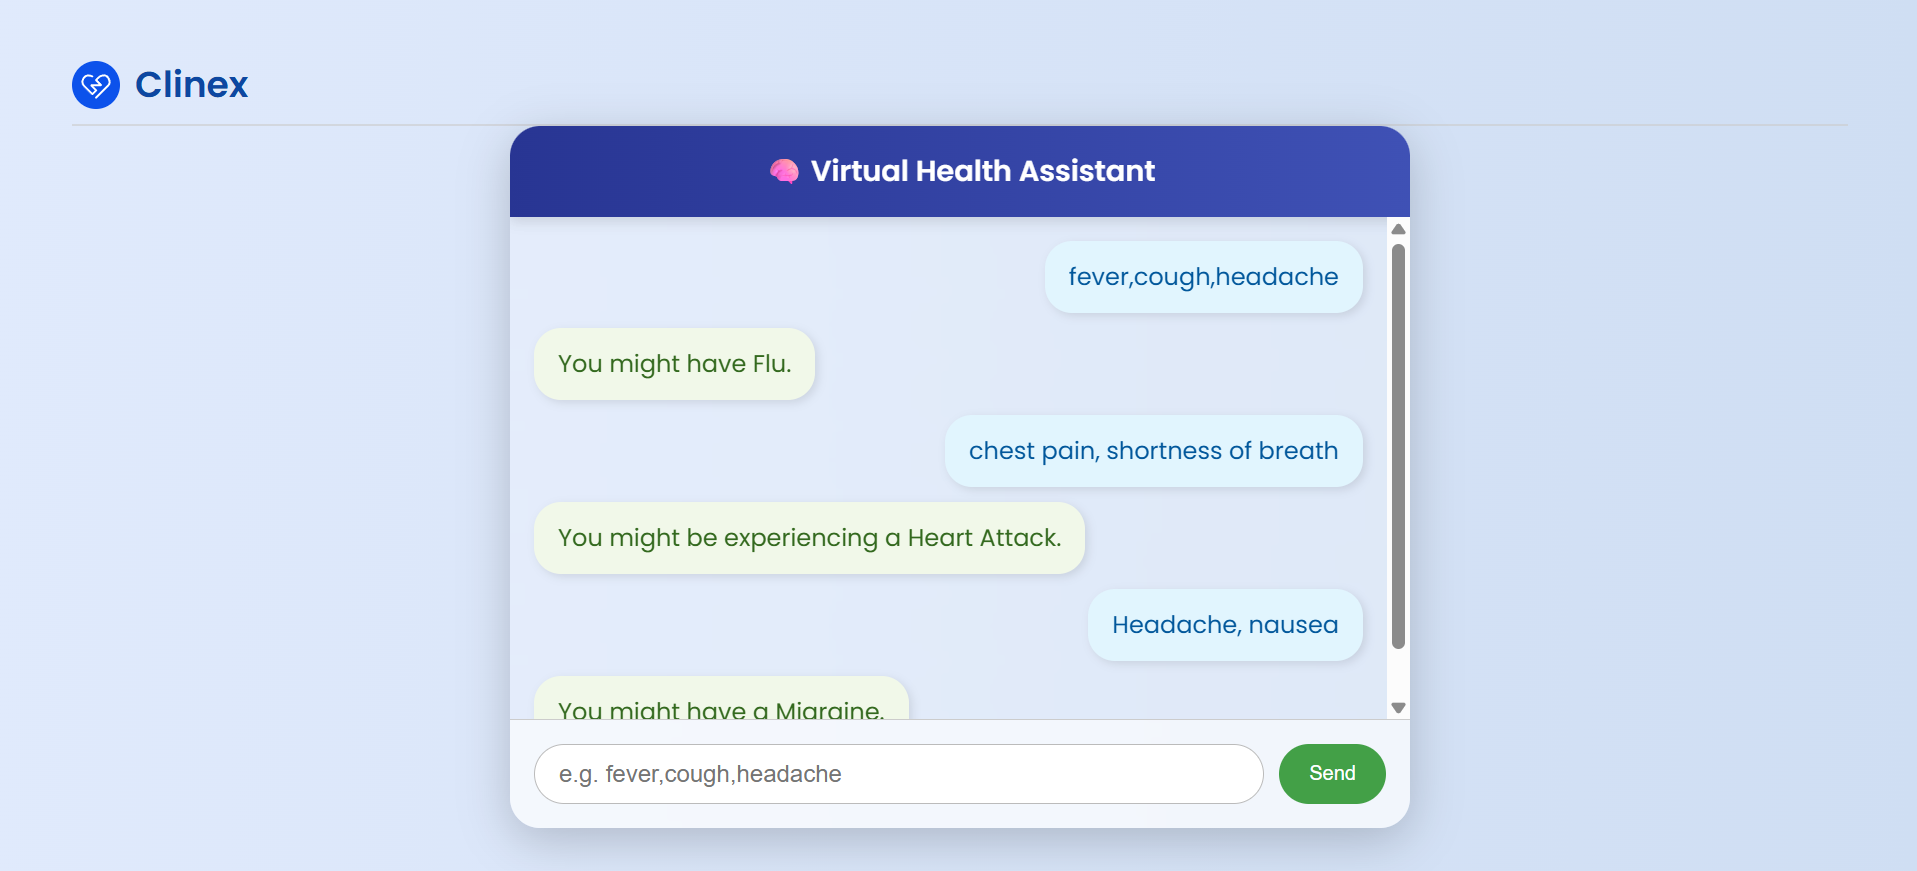 Clinex
Virtual Health Assistant
fever,cough,headache
You might have Flu.
chest pain, shortness of breath
You might be experiencing a Heart Attack.
Headache, nausea
You might have a Migraine.
e.g. fever,cough,headache
Send